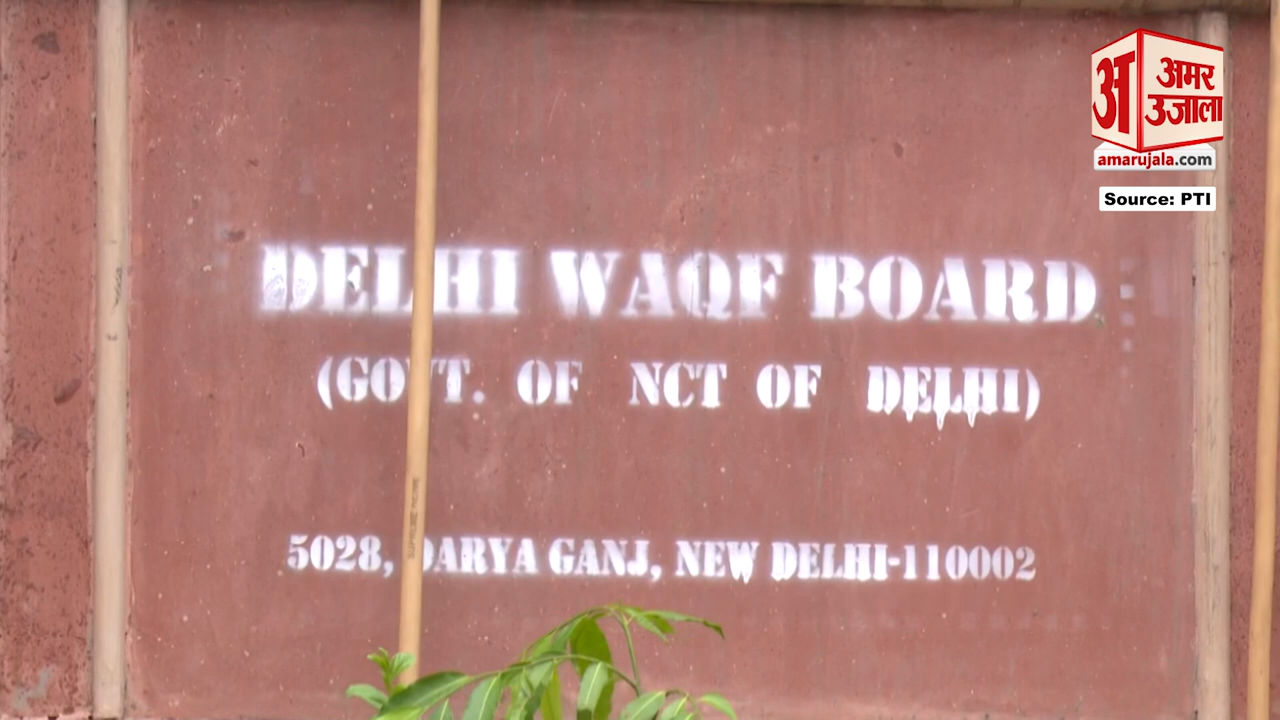 अ
अमर
उजाला
amarujala.com
Source: PTI
DELHI WAQF BOARD
(GOVT. OF NCT OF DELHI)
5028, DARYA GANJ, NEW DELHI-110002